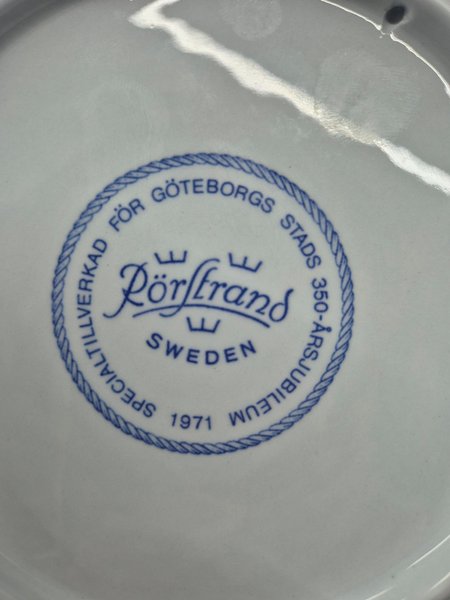 SPECIALTILLVERKAD FÖR GÖTEBORGS STADS 350-ÅRSJUBILEUM 1971
Rörstrand
SWEDEN